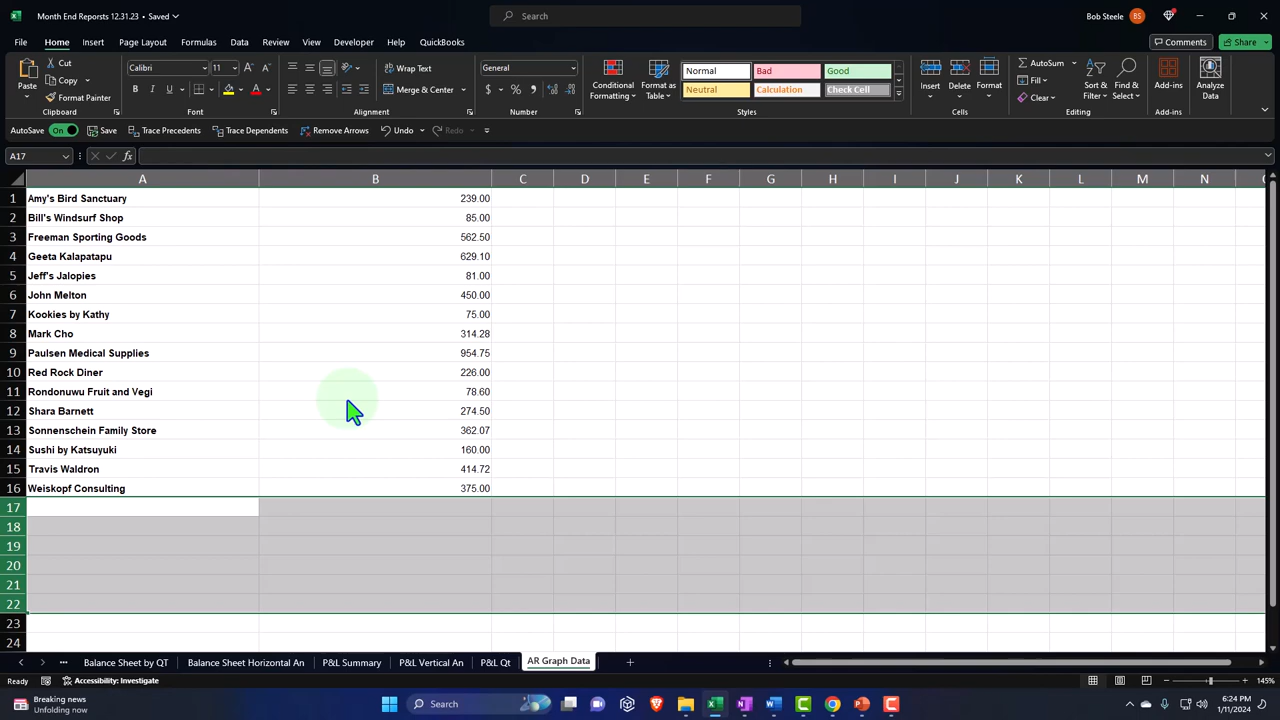 Month End Reporsts 12.31.23 • Saved
Search
Bob Steele
BS
File
Home
Insert
Page Layout
Formulas
Data
Review
View
Developer
Help
QuickBooks
Comments
Share
Paste
Cut
Copy
Format Painter
Clipboard
Calibri
11
B
I
U
Font
Wrap Text
Merge & Center
Alignment
General
$
%
Number
Conditional
Formatting
Format as
Table
Normal
Bad
Good
Neutral
Calculation
Check Cell
Styles
Insert
Delete
Format
Cells
AutoSum
Fill
Clear
Sort &
Filter
Find &
Select
Editing
Add-ins
Add-ins
Analyze
Data
AutoSave
On
Save
Trace Precedents
Trace Dependents
Remove Arrows
Undo
Redo
A17
fx
A B C D E F G H I J K L M N
1 Amy's Bird Sanctuary 239.00
2 Bill's Windsurf Shop 85.00
3 Freeman Sporting Goods 562.50
4 Geeta Kalapatapu 629.10
5 Jeff's Jalopies 81.00
6 John Melton 450.00
7 Kookies by Kathy 75.00
8 Mark Cho 314.28
9 Paulsen Medical Supplies 954.75
10 Red Rock Diner 226.00
11 Rondonuwu Fruit and Vegi 78.60
12 Shara Barnett 274.50
13 Sonnenschein Family Store 362.07
14 Sushi by Katsuyuki 160.00
15 Travis Waldron 414.72
16 Weiskopf Consulting 375.00
17
18
19
20
21
22
23
24
Balance Sheet by QT
Balance Sheet Horizontal An
P&L Summary
P&L Vertical An
P&L Qt
AR Graph Data
Ready
Accessibility: Investigate
145%
Breaking news
Unfolding now
Search
6:24 PM
1/11/2024